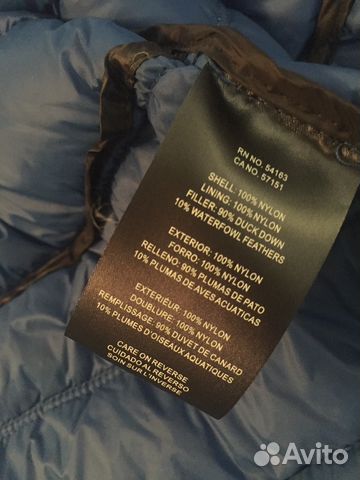 RN NO. 54163
CA NO. 57151
SHELL: 100% NYLON
LINING: 100% NYLON
FILLER: 90% DUCK DOWN
10% WATERFOWL FEATHERS
EXTERIOR: 100% NYLON
FORRO: 100% NYLON
RELLENO: 90% PLUMAS DE PATO
10% PLUMAS DE AVES ACUATICAS
EXTERIEUR: 100% NYLON
DOUBLURE: 100% NYLON
REMPLISSAGE: 90% DUVET DE CANARD
10% PLUMES D'OISEAUX AQUATIQUES
CARE ON REVERSE
CUIDADO AL REVERSO
SOIN SUR L'INVERSE
Avito